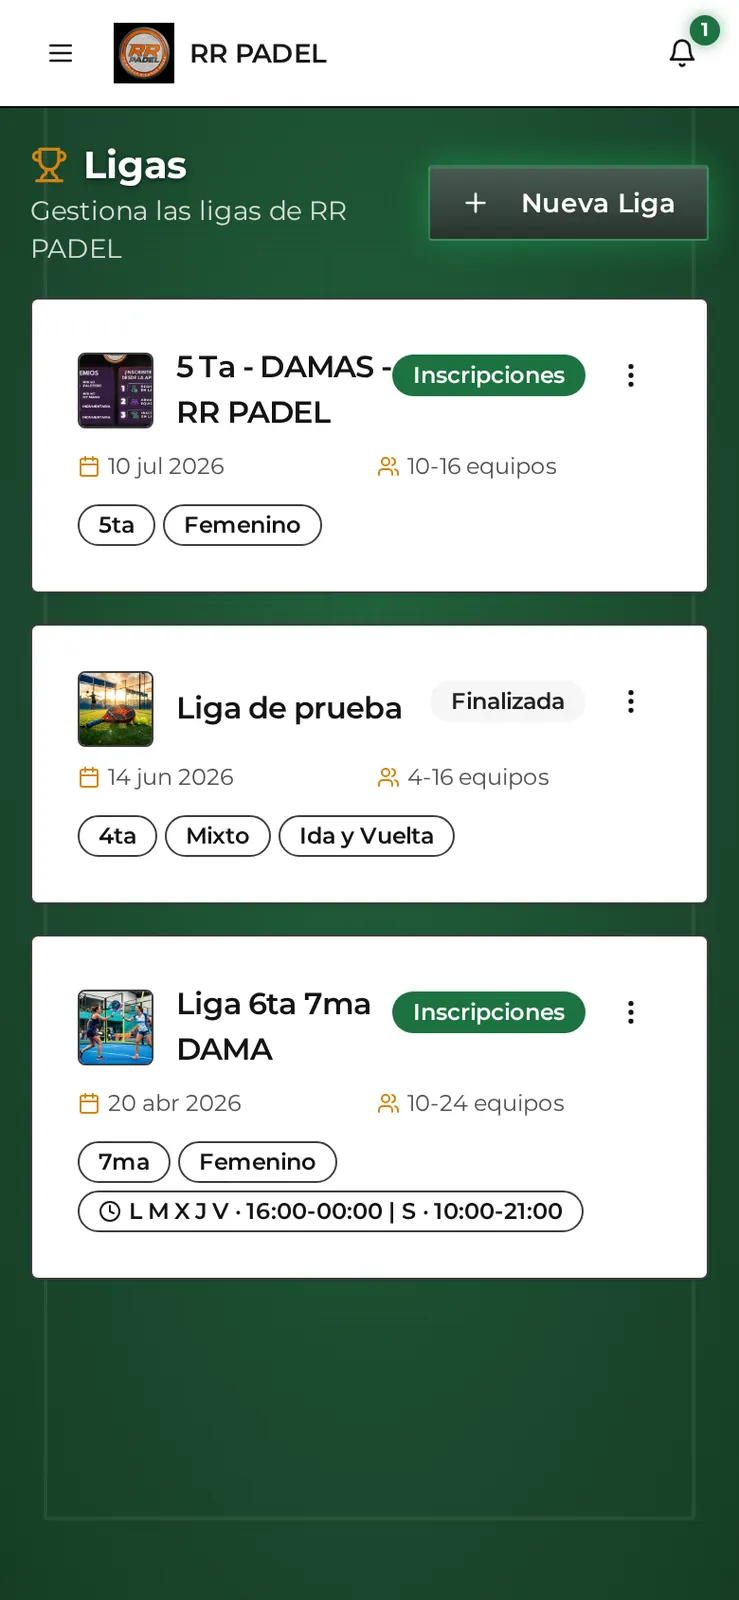 RR
PADEL
RR PADEL
1
Ligas
Gestiona las ligas de RR
PADEL
Nueva Liga
5 Ta - DAMAS -
RR PADEL
Inscripciones
10 jul 2026
10-16 equipos
5ta
Femenino
Liga de prueba
Finalizada
14 jun 2026
4-16 equipos
4ta
Mixto
Ida y Vuelta
Liga 6ta 7ma
DAMA
Inscripciones
20 abr 2026
10-24 equipos
7ma
Femenino
L M X J V · 16:00-00:00 | S · 10:00-21:00